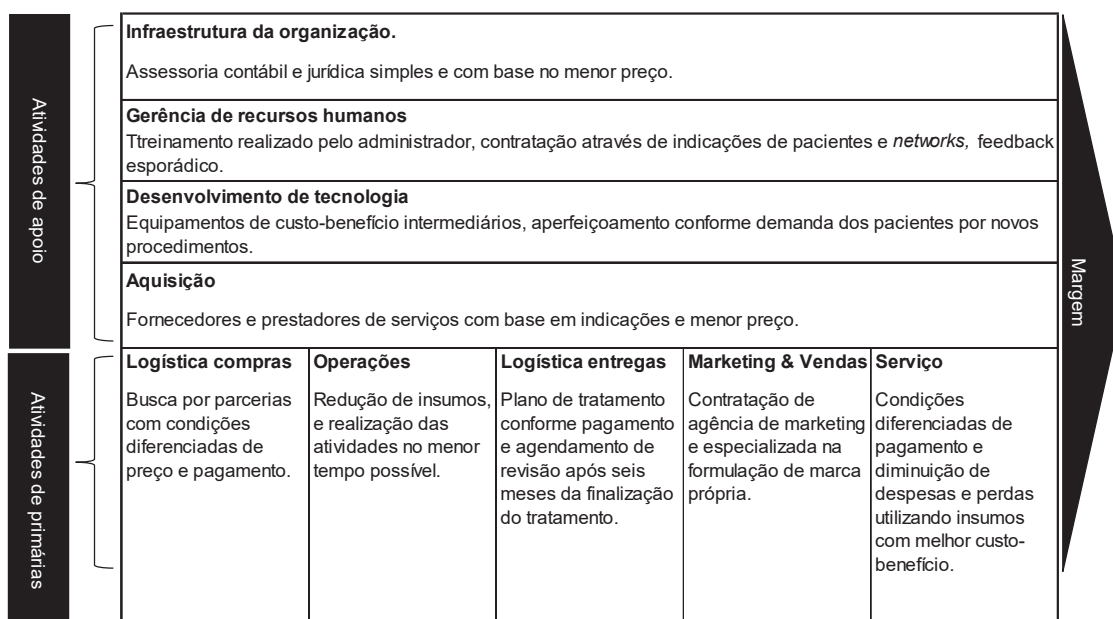 Atividades de apoio
Infraestrutura da organização.
Assessoria contábil e jurídica simples e com base no menor preço.
Gerência de recursos humanos
Ttreinamento realizado pelo administrador, contratação através de indicações de pacientes e networks, feedback
esporádico.
Desenvolvimento de tecnologia
Equipamentos de custo-benefício intermediários, aperfeiçoamento conforme demanda dos pacientes por novos
procedimentos.
Aquisição
Fornecedores e prestadores de serviços com base em indicações e menor preço.
Atividades de primárias
Logística compras
Busca por parcerias
com condições
diferenciadas de
preço e pagamento.
Operações
Redução de insumos,
e realização das
atividades no menor
tempo possível.
Logística entregas
Plano de tratamento
conforme pagamento
e agendamento de
revisão após seis
meses da finalização
do tratamento.
Marketing & Vendas
Contratação de
agência de marketing
e especializada na
formulação de marca
própria.
Serviço
Condições
diferenciadas de
pagamento e
diminuição de
despesas e perdas
utilizando insumos
com melhor custo-
benefício.
Margem